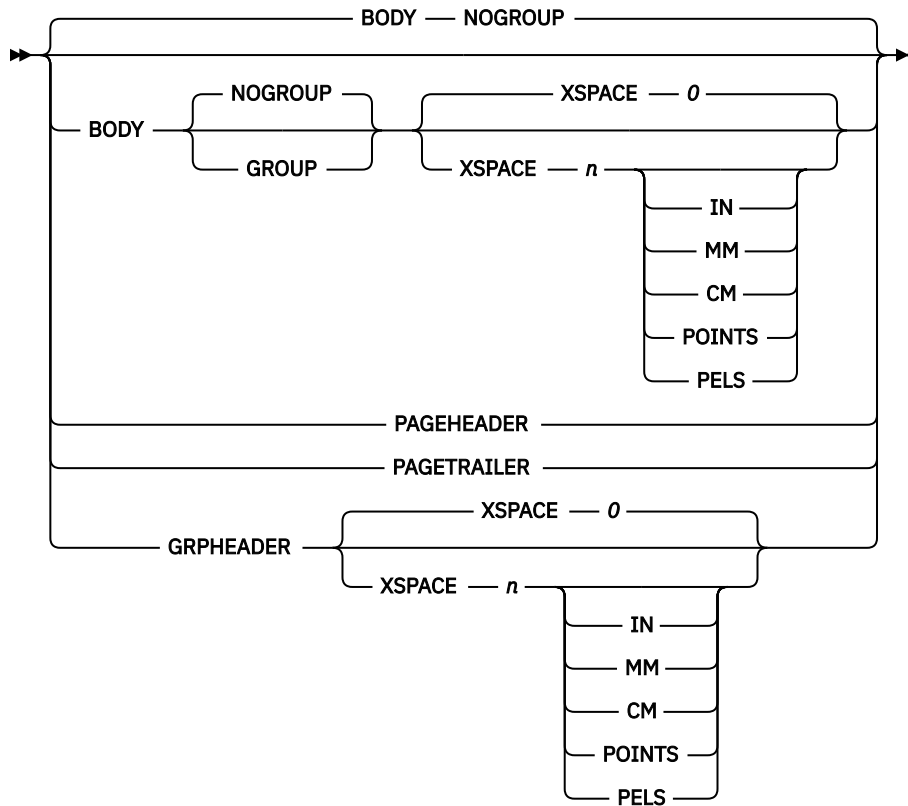 BODY NOGROUP
NOGROUP XSPACE 0
BODY
GROUP XSPACE n
IN
MM
CM
POINTS
PELS
PAGEHEADER
PAGETRAILER
XSPACE 0
GRPHEADER
XSPACE n
IN
MM
CM
POINTS
PELS